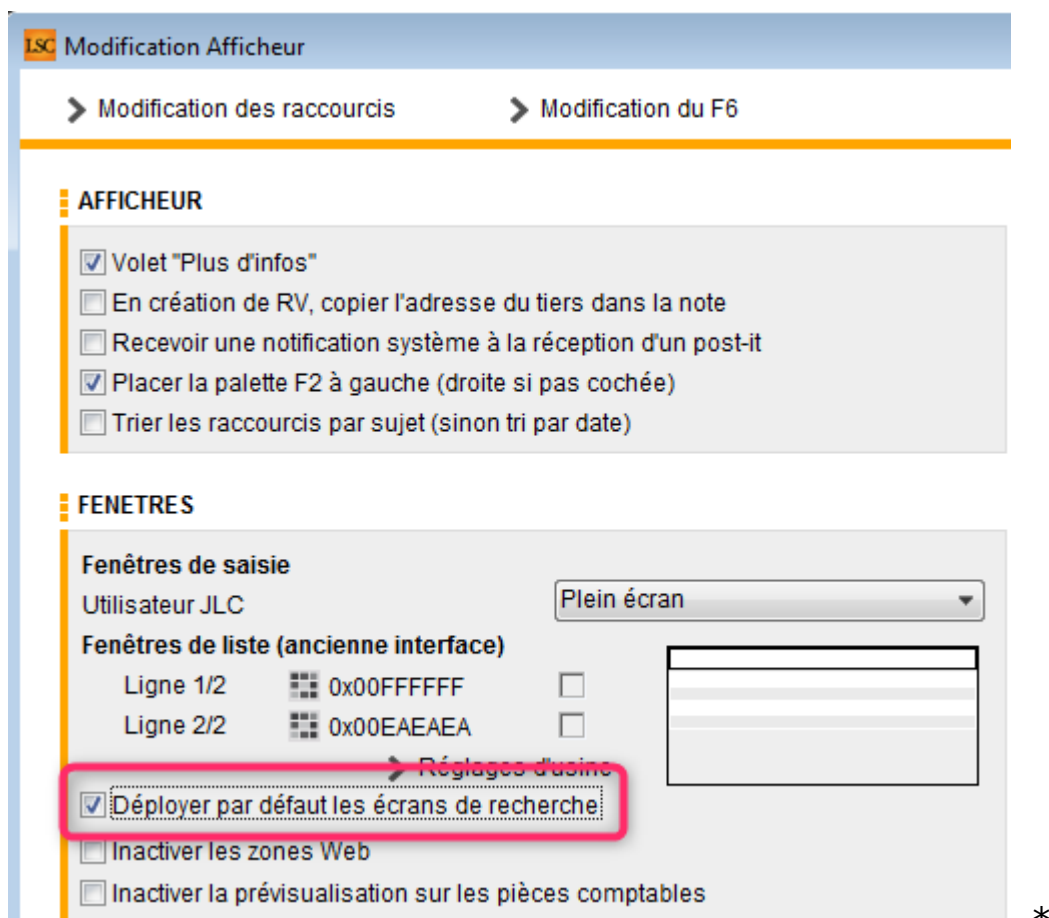 LSC Modification Afficheur
Modification des raccourcis Modification du F6
AFFICHEUR
Volet "Plus d'infos"
En création de RV, copier l'adresse du tiers dans la note
Recevoir une notification système à la réception d'un post-it
Placer la palette F2 à gauche (droite si pas cochée)
Trier les raccourcis par sujet (sinon tri par date)
FENETRES
Fenêtres de saisie
Utilisateur JLC Plein écran
Fenêtres de liste (ancienne interface)
Ligne 1/2 0x00FFFFFF
Ligne 2/2 0x00EAEAEA
Réglages d'usine
Déployer par défaut les écrans de recherche
Inactiver les zones Web
Inactiver la prévisualisation sur les pièces comptables
*